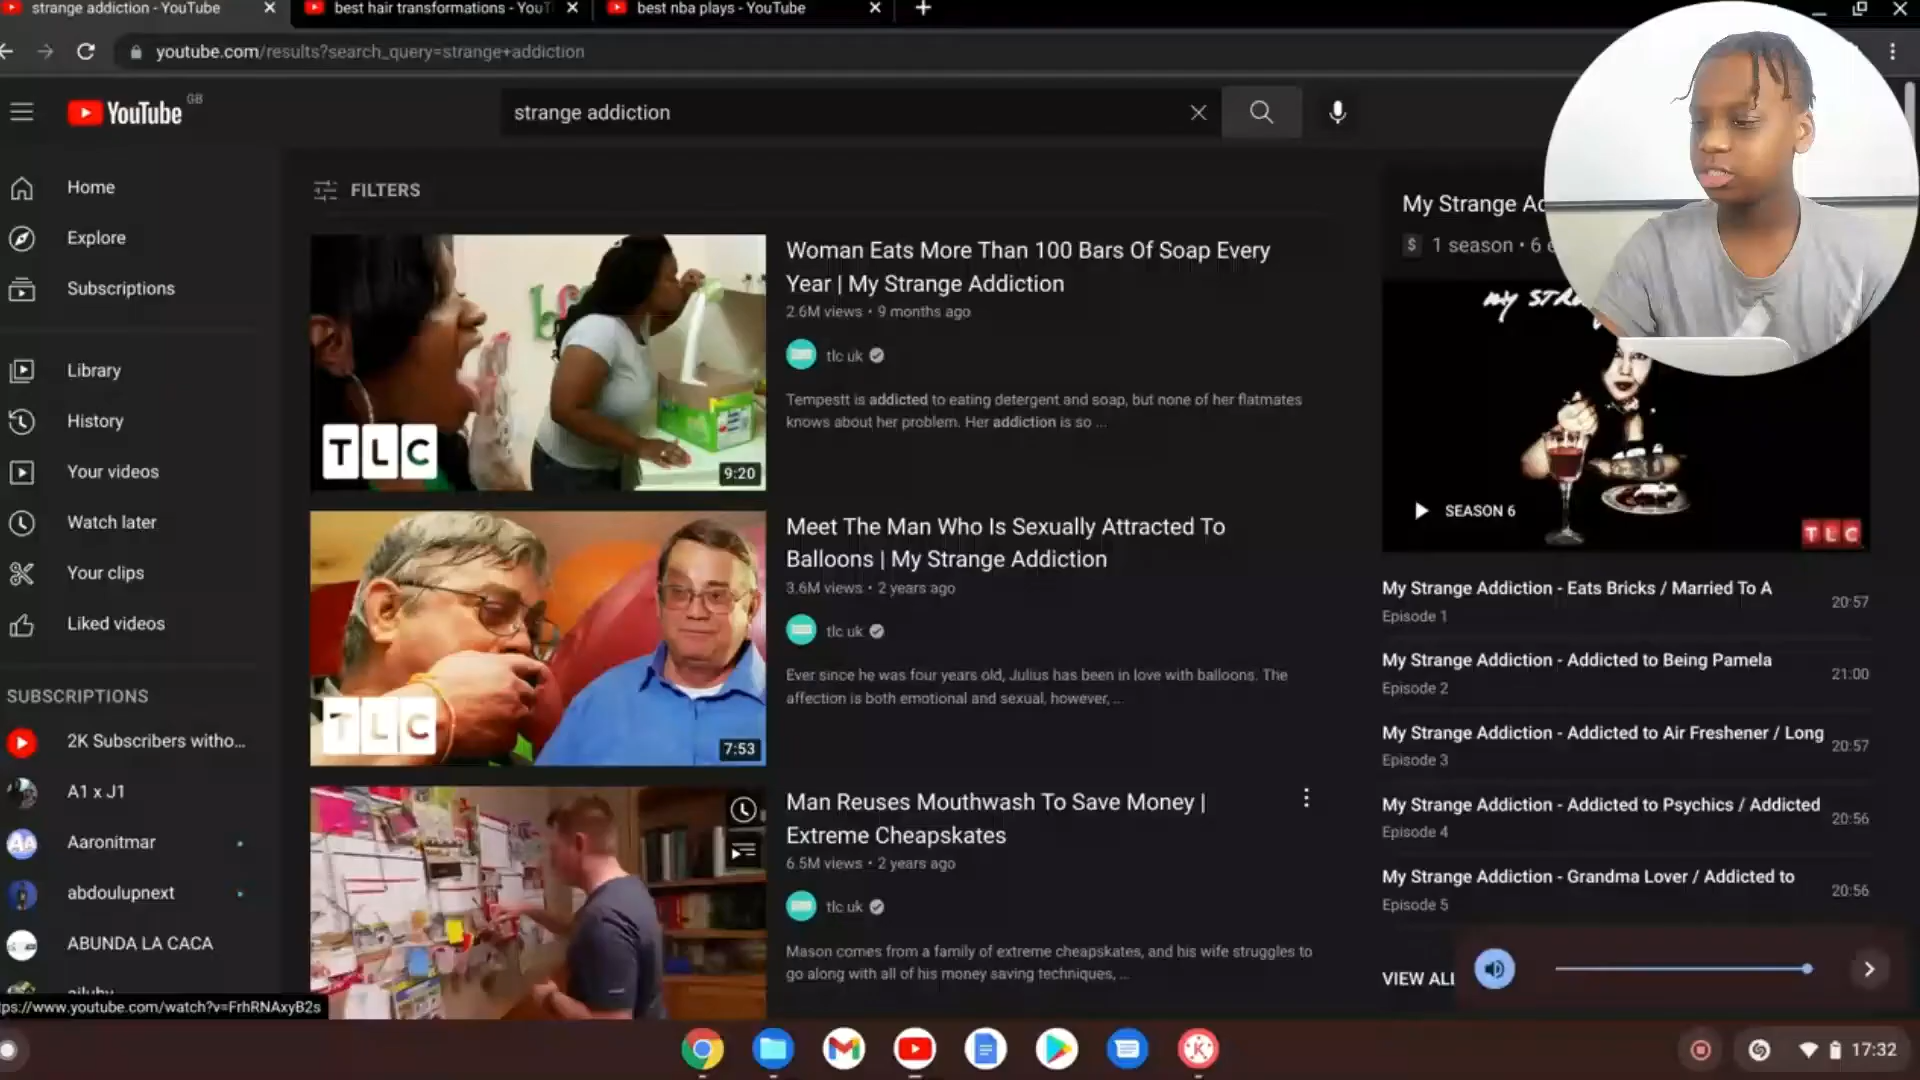 strange addiction - YouTube
best hair transformations - YouT
best nba plays - YouTube
youtube.com/results?search_query=strange+addiction
YouTube
GB
strange addiction
Home
Explore
Subscriptions
Library
History
Your videos
Watch later
Your clips
Liked videos
SUBSCRIPTIONS
2K Subscribers witho...
A1 x J1
AA
Aaronitmar
abdoulupnext
ABUNDA LA CACA
tps://www.youtube.com/watch?v=FrhRNAxyB2s
FILTERS
TLC
9:20
Woman Eats More Than 100 Bars Of Soap Every
Year | My Strange Addiction
2.6M views • 9 months ago
tlc uk
Tempestt is addicted to eating detergent and soap, but none of her flatmates
knows about her problem. Her addiction is so ...
TLC
7:53
Meet The Man Who Is Sexually Attracted To
Balloons | My Strange Addiction
3.6M views • 2 years ago
tlc uk
Ever since he was four years old, Julius has been in love with balloons. The
affection is both emotional and sexual, however, ...
Man Reuses Mouthwash To Save Money |
Extreme Cheapskates
6.5M views • 2 years ago
tlc uk
Mason comes from a family of extreme cheapskates, and his wife struggles to
go along with all of his money saving techniques, ...
My Strange Ad
$ 1 season • 6 e
MY STRA
SEASON 6
TLC
My Strange Addiction - Eats Bricks / Married To A
Episode 1
20:57
My Strange Addiction - Addicted to Being Pamela
Episode 2
21:00
My Strange Addiction - Addicted to Air Freshener / Long
Episode 3
20:57
My Strange Addiction - Addicted to Psychics / Addicted
Episode 4
20:56
My Strange Addiction - Grandma Lover / Addicted to
Episode 5
20:56
VIEW ALL
17:32